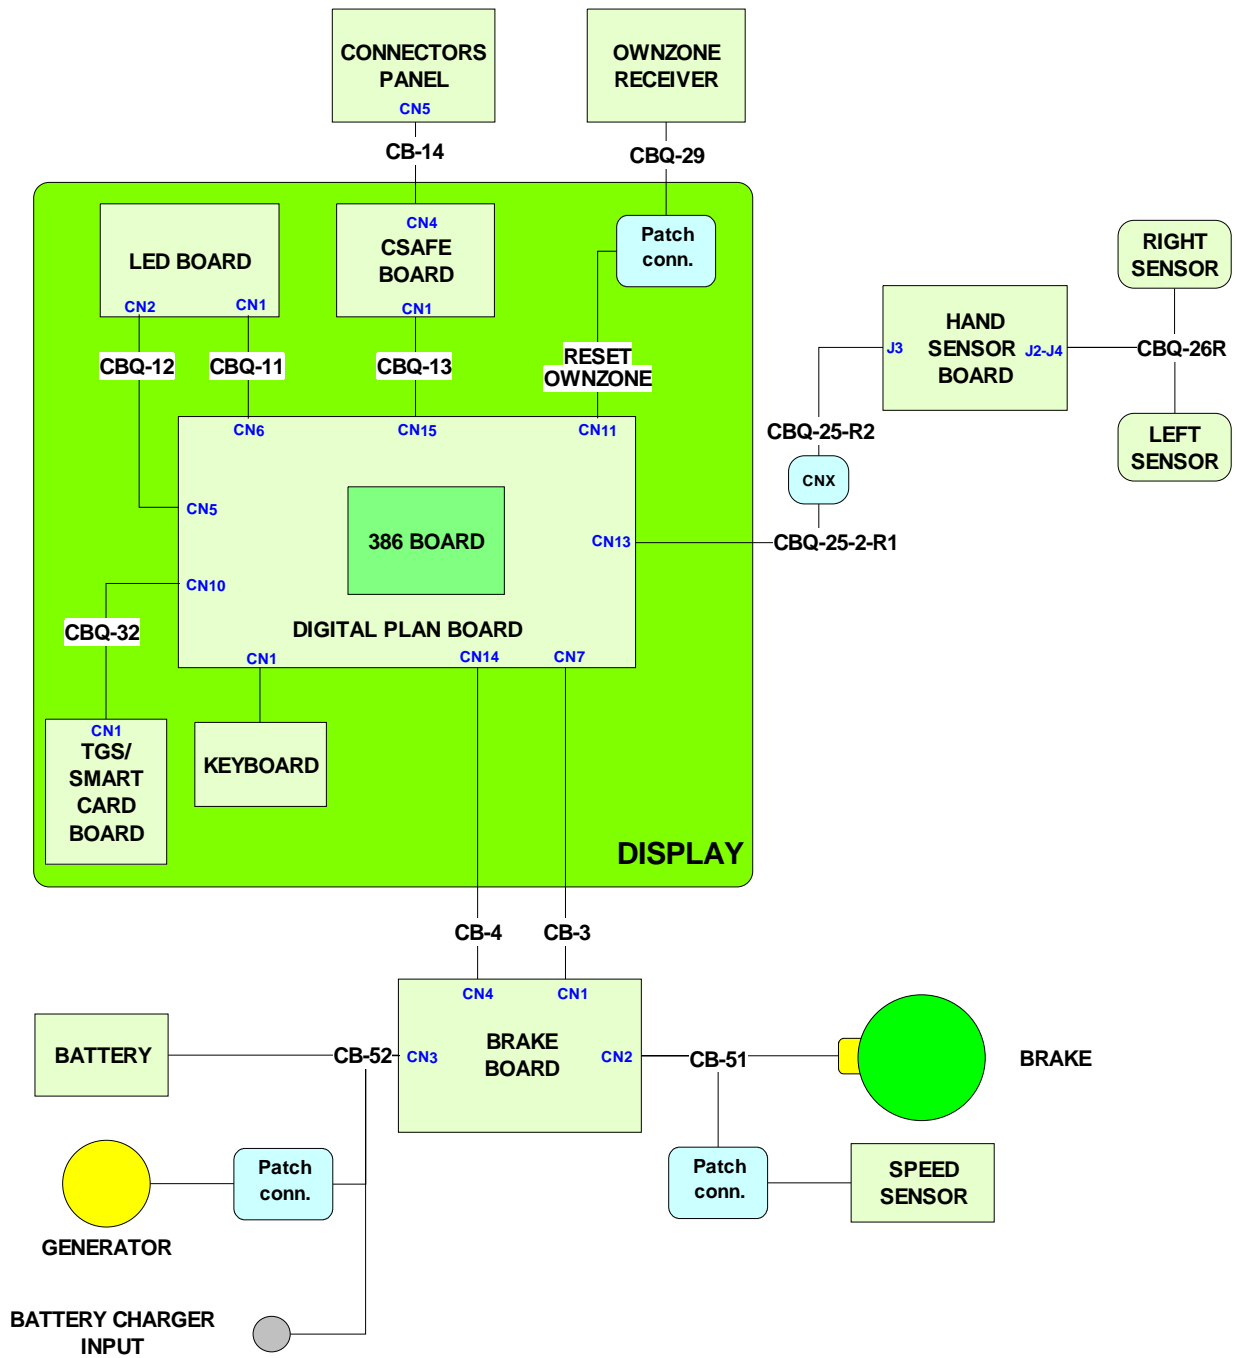 CONNECTORS
PANEL
CN5
OWNZONE
RECEIVER
CB-14
CBQ-29
LED BOARD
CN2
CN1
CN4
CSAFE
BOARD
CN1
Patch
conn.
RIGHT
SENSOR
HAND
SENSOR
BOARD
J3
J2-J4
CBQ-26R
LEFT
SENSOR
CBQ-12
CBQ-11
CBQ-13
RESET
OWNZONE
CBQ-25-R2
CNX
CBQ-25-2-R1
CN6
CN15
CN11
CN5
386 BOARD
CN13
CN10
DIGITAL PLAN BOARD
CN1
CN14
CN7
CBQ-32
CN1
TGS/
SMART
CARD
BOARD
KEYBOARD
DISPLAY
CB-4
CB-3
CN4
CN1
BATTERY
CB-52
CN3
BRAKE
BOARD
CN2
CB-51
BRAKE
Patch
conn.
GENERATOR
Patch
conn.
SPEED
SENSOR
BATTERY CHARGER
INPUT